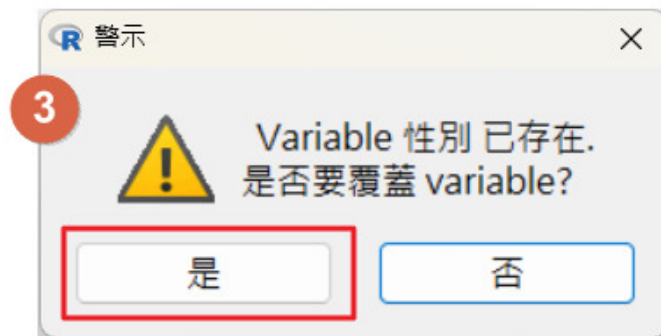 R 警示
3
Variable 性別 已存在.
是否要覆蓋 variable?
是
否